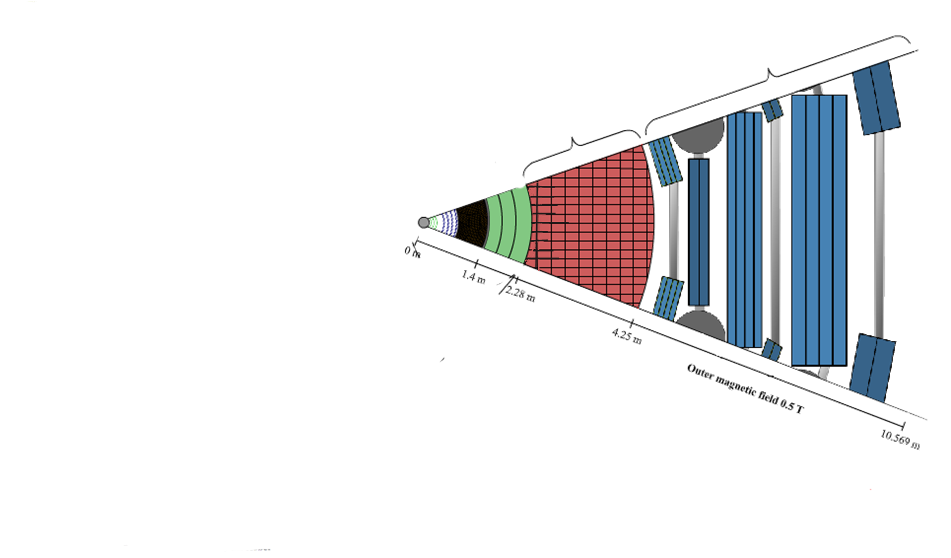 0 m
1.4 m
2.28 m
4.25 m
Outer magnetic field 0.5 T
10.569 m